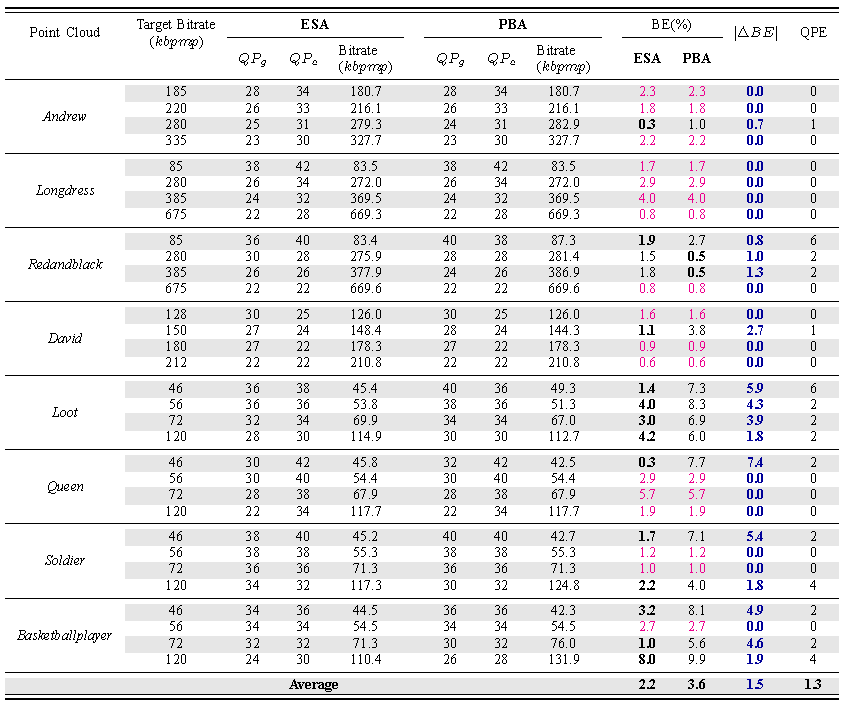 Point Cloud Target Bitrate (kbpmp) ESA PBA BE(%) |△BE| QPE
QPg QPc Bitrate (kbpmp) QPg QPc Bitrate (kbpmp) ESA PBA
Andrew
185 28 34 180.7 28 34 180.7 2.3 2.3 0.0 0
220 26 33 216.1 26 33 216.1 1.8 1.8 0.0 0
280 25 31 279.3 24 31 282.9 0.3 1.0 0.7 1
335 23 30 327.7 23 30 327.7 2.2 2.2 0.0 0
Longdress
85 38 42 83.5 38 42 83.5 1.7 1.7 0.0 0
280 26 34 272.0 26 34 272.0 2.9 2.9 0.0 0
385 24 32 369.5 24 32 369.5 4.0 4.0 0.0 0
675 22 28 669.3 22 28 669.3 0.8 0.8 0.0 0
Redandblack
85 36 40 83.4 40 38 87.3 1.9 2.7 0.8 6
280 30 28 275.9 28 28 281.4 1.5 0.5 1.0 2
385 26 26 377.9 24 26 386.9 1.8 0.5 1.3 2
675 22 22 669.6 22 22 669.6 0.8 0.8 0.0 0
David
128 30 25 126.0 30 25 126.0 1.6 1.6 0.0 0
150 27 24 148.4 28 24 144.3 1.1 3.8 2.7 1
180 27 22 178.3 27 22 178.3 0.9 0.9 0.0 0
212 22 22 210.8 22 22 210.8 0.6 0.6 0.0 0
Loot
46 36 38 45.4 40 36 49.3 1.4 7.3 5.9 6
56 36 36 53.8 38 36 51.3 4.0 8.3 4.3 2
72 32 34 69.9 34 34 67.0 3.0 6.9 3.9 2
120 28 30 114.9 30 30 112.7 4.2 6.0 1.8 2
Queen
46 30 42 45.8 32 42 42.5 0.3 7.7 7.4 2
56 30 40 54.4 30 40 54.4 2.9 2.9 0.0 0
72 28 38 67.9 28 38 67.9 5.7 5.7 0.0 0
120 22 34 117.7 22 34 117.7 1.9 1.9 0.0 0
Soldier
46 38 40 45.2 40 40 42.7 1.7 7.1 5.4 2
56 38 38 55.3 38 38 55.3 1.2 1.2 0.0 0
72 36 36 71.3 36 36 71.3 1.0 1.0 0.0 0
120 34 32 117.3 30 32 124.8 2.2 4.0 1.8 4
Basketballplayer
46 34 36 44.5 36 36 42.3 3.2 8.1 4.9 2
56 34 34 54.5 34 34 54.5 2.7 2.7 0.0 0
72 32 32 71.3 30 32 76.0 1.0 5.6 4.6 2
120 24 30 110.4 26 28 131.9 8.0 9.9 1.9 4
Average 2.2 3.6 1.5 1.3